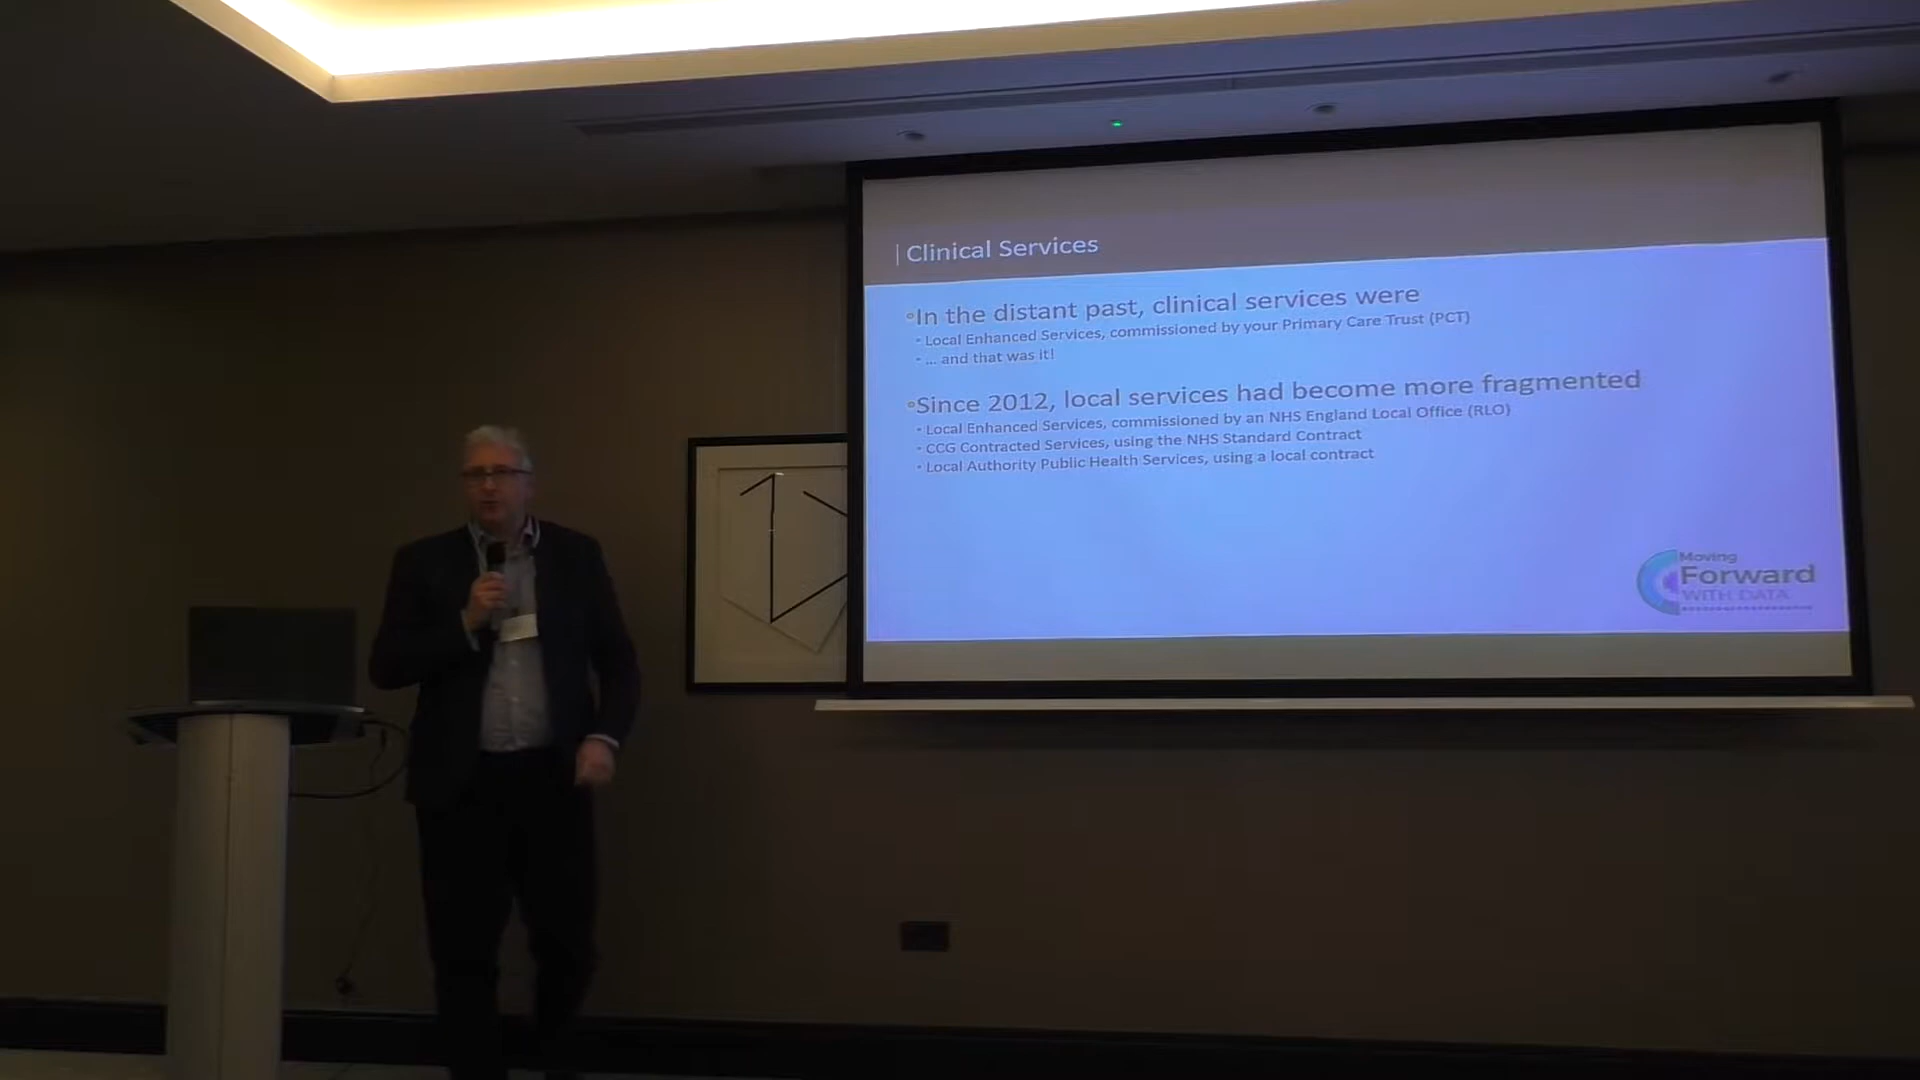 | Clinical Services
•In the distant past, clinical services were
- Local Enhanced Services, commissioned by your Primary Care Trust (PCT)
- ... and that was it!
•Since 2012, local services had become more fragmented
- Local Enhanced Services, commissioned by an NHS England Local Office (RLO)
- CCG Contracted Services, using the NHS Standard Contract
- Local Authority Public Health Services, using a local contract
Moving
Forward
WITH DATA